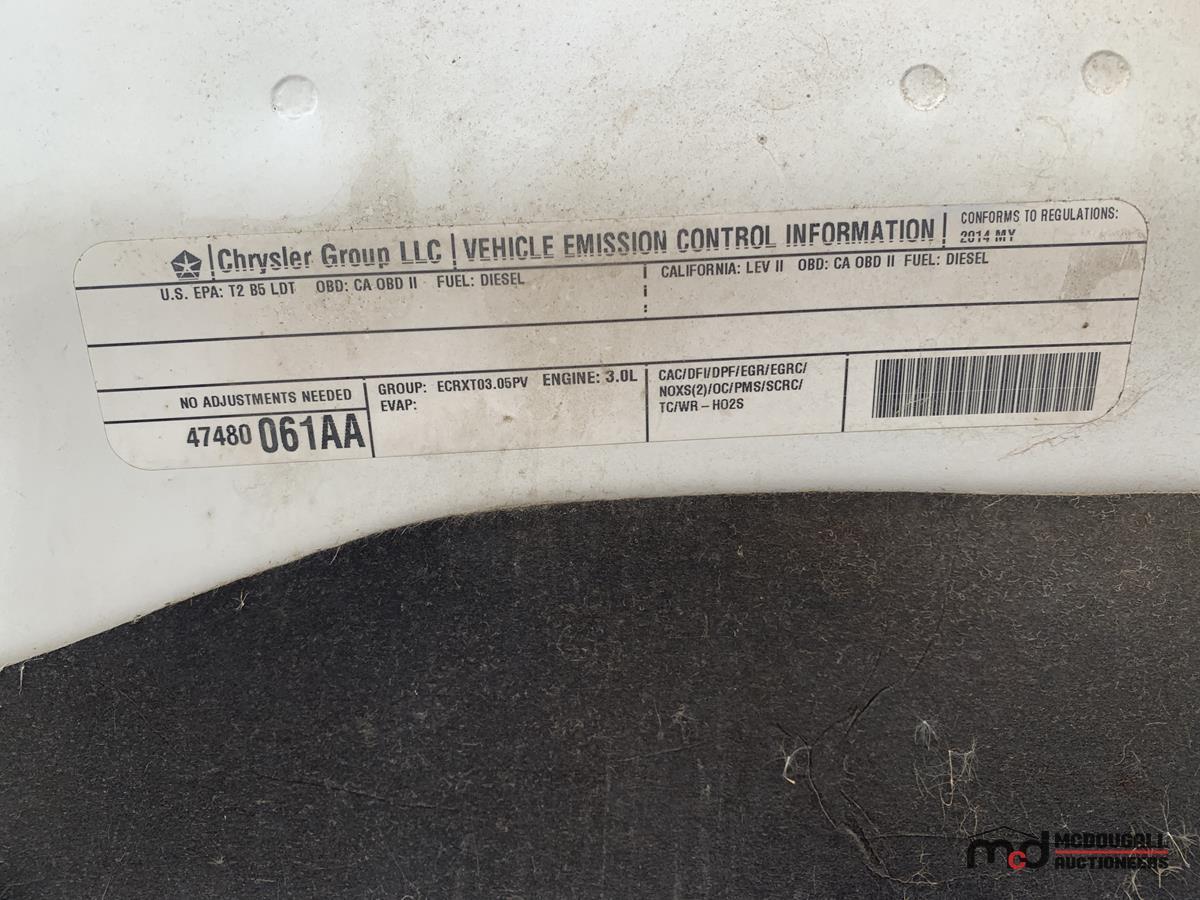 Chrysler Group LLC VEHICLE EMISSION CONTROL INFORMATION CONFORMS TO REGULATIONS:
2014 MY
U.S. EPA: T2 B5 LDT OBD: CA OBD II FUEL: DIESEL
CALIFORNIA: LEV II OBD: CA OBD II FUEL: DIESEL
NO ADJUSTMENTS NEEDED
47480 061AA
GROUP: ECRXT03.05PV ENGINE: 3.0L
EVAP:
CAC/DFI/DPF/EGR/EGRC/
NOXS(2)/OC/PMS/SCRC/
TC/WR – HO2S
mcd MCDOUGALL
AUCTIONEERS